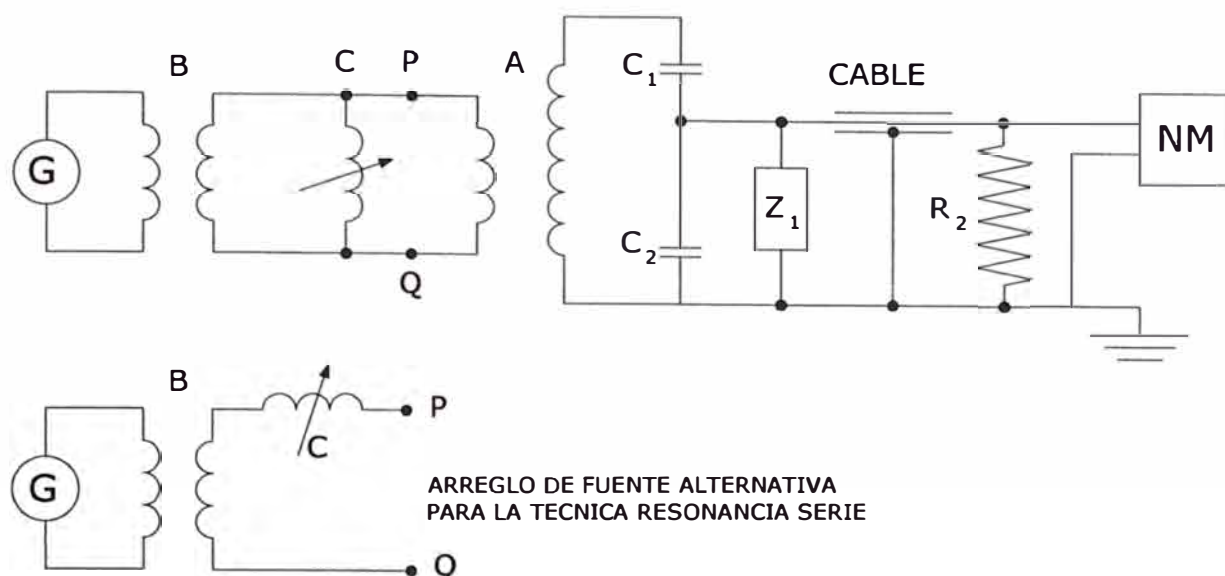 B
C
P
A
C1
CABLE
NM
G
Z1
R2
C2
Q
B
P
C
G
ARREGLO DE FUENTE ALTERNATIVA
PARA LA TECNICA RESONANCIA SERIE
Q